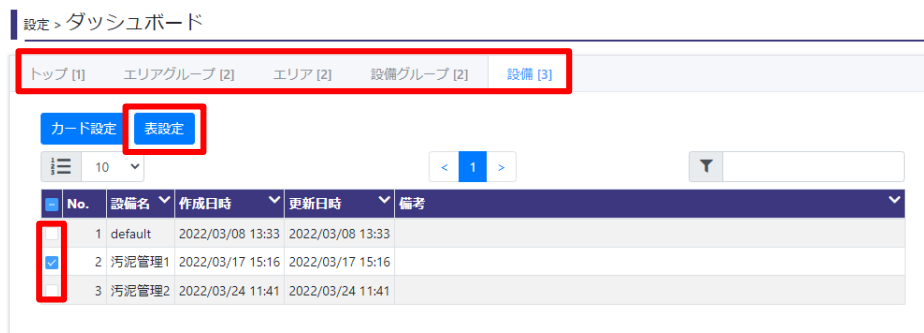 設定 > ダッシュボード
トップ [1] エリアグループ [2] エリア [2] 設備グループ [2] 設備 [3]
カード設定 表設定
10 < 1 >
No. 設備名 作成日時 更新日時 備考
1 default 2022/03/08 13:33 2022/03/08 13:33
2 汚泥管理1 2022/03/17 15:16 2022/03/17 15:16
3 汚泥管理2 2022/03/24 11:41 2022/03/24 11:41